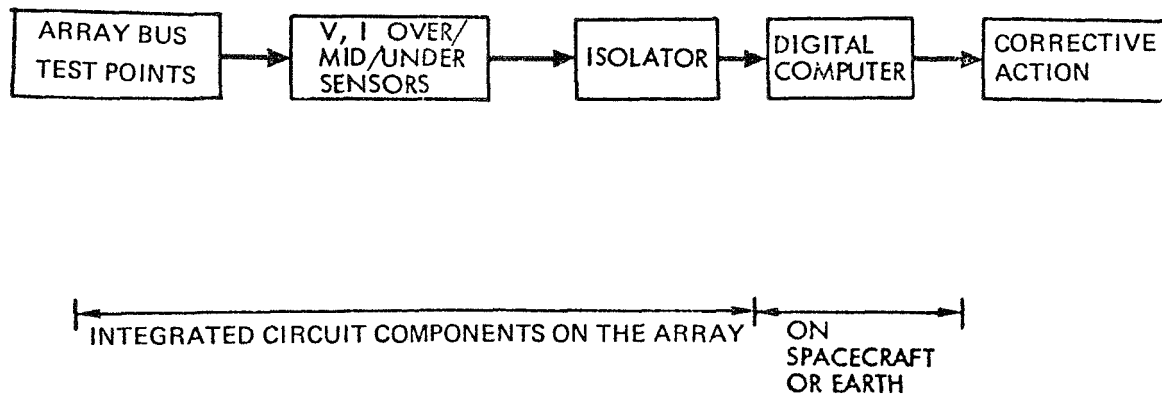 ARRAY BUS
TEST POINTS
V, I OVER/
MID/UNDER
SENSORS
ISOLATOR
DIGITAL
COMPUTER
CORRECTIVE
ACTION
INTEGRATED CIRCUIT COMPONENTS ON THE ARRAY
ON
SPACECRAFT
OR EARTH